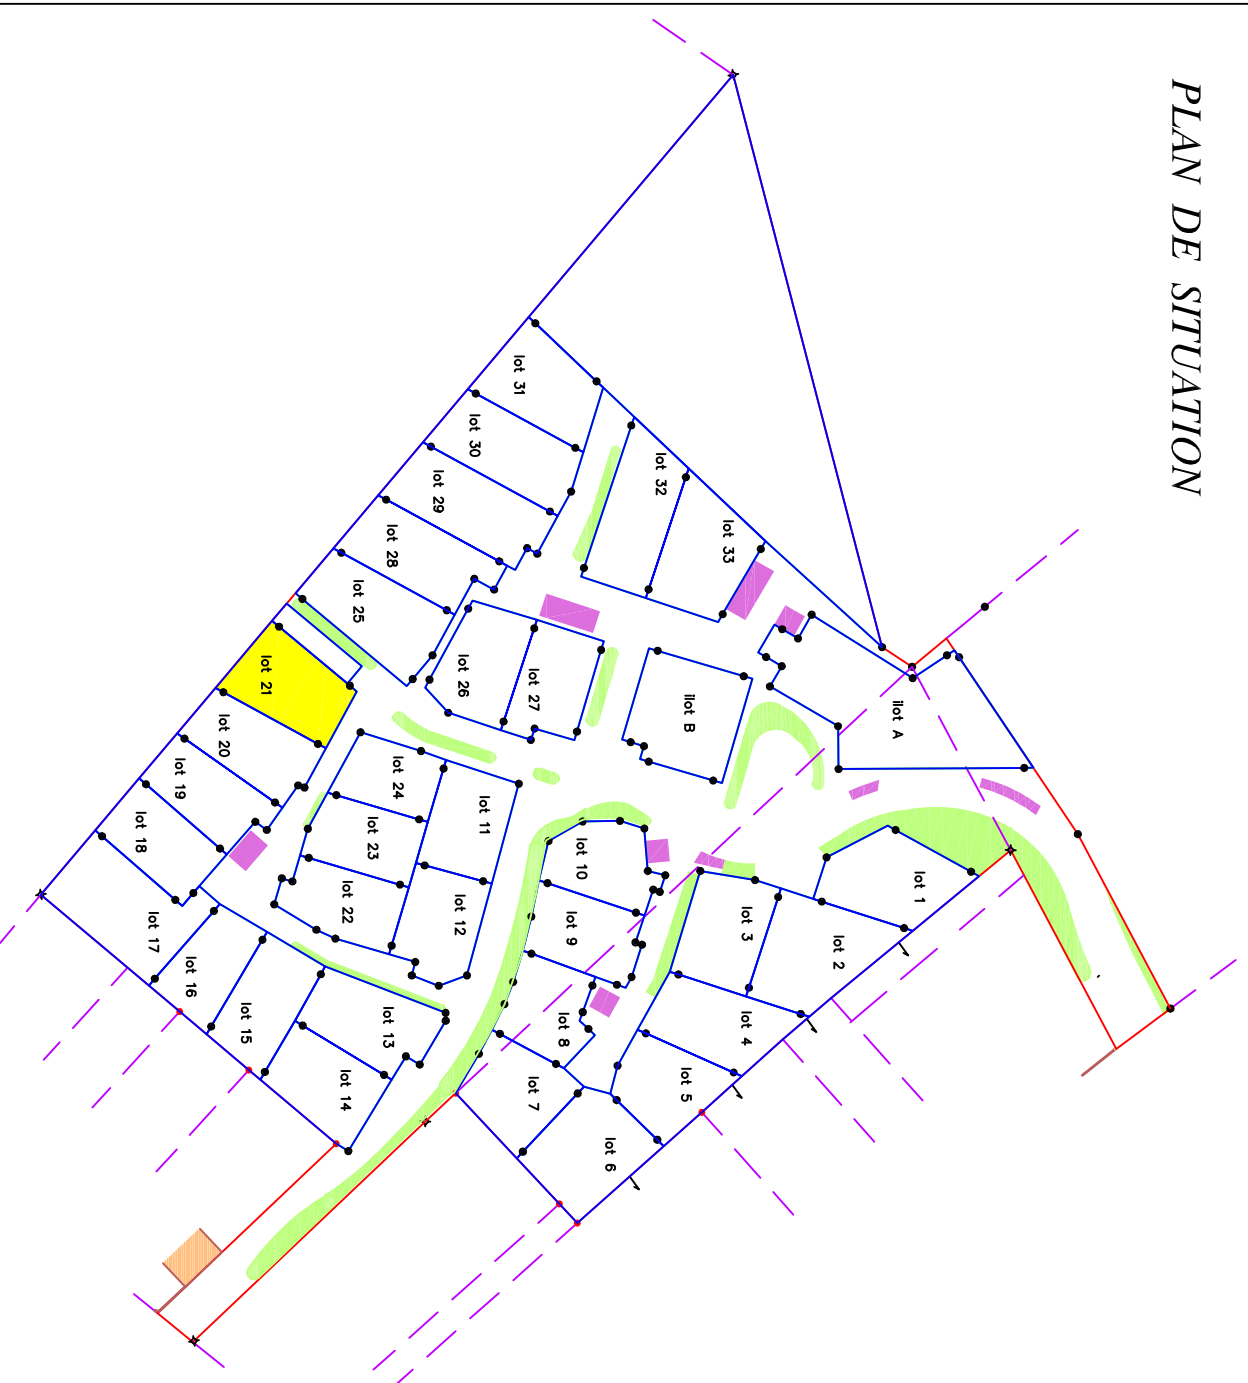 PLAN DE SITUATION
lot 31
lot 30
lot 29
lot 28
lot 25
lot 32
lot 33
lot 26
lot 27
ilot B
ilot A
lot 21
lot 20
lot 19
lot 18
lot 17
lot 16
lot 15
lot 24
lot 23
lot 22
lot 11
lot 12
lot 13
lot 14
lot 10
lot 9
lot 8
lot 7
lot 6
lot 5
lot 4
lot 3
lot 2
lot 1